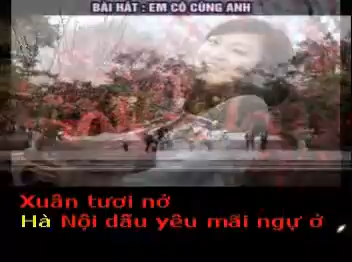 BÀI HÁT : EM CÓ CÙNG ANH
Xuân tươi nở
Hà Nội dấu yêu mãi ngự ở